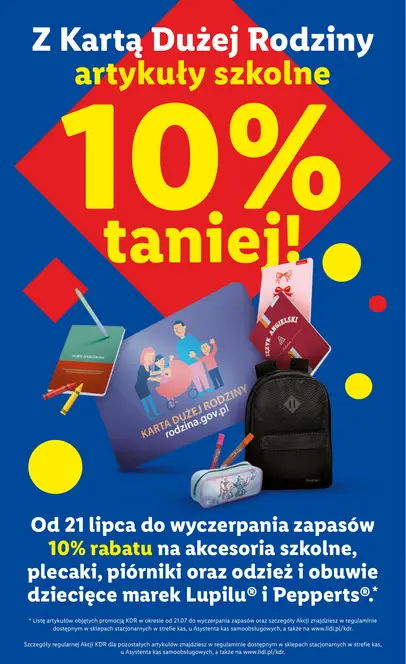 Z Kartą Dużej Rodziny
artykuły szkolne
10%
taniej!
JĘZYK ANGIELSKI
KARTA DUŻEJ RODZINY
rodzina.gov.pl
Od 21 lipca do wyczerpania zapasów
10% rabatu na akcesoria szkolne,
plecaki, piórniki oraz odzież i obuwie
dziecięce marek Lupilu® i Pepperts®.*
* Listę artykułów objętych promocją KDR w okresie od 21.07 do wyczerpania zapasów oraz szczegóły Akcji znajdziesz w regulaminie
dostępnym w sklepach stacjonarnych w strefie kas, u Asystenta kas samoobsługowych, a także na www.lidl.pl/kdr.
Szczegóły regularnej Akcji KDR dla pozostałych artykułów znajdziesz w regulaminie dostępnym w sklepach stacjonarnych w strefie kas,
u Asystenta kas samoobsługowych, a także na www.lidl.pl/kdr.